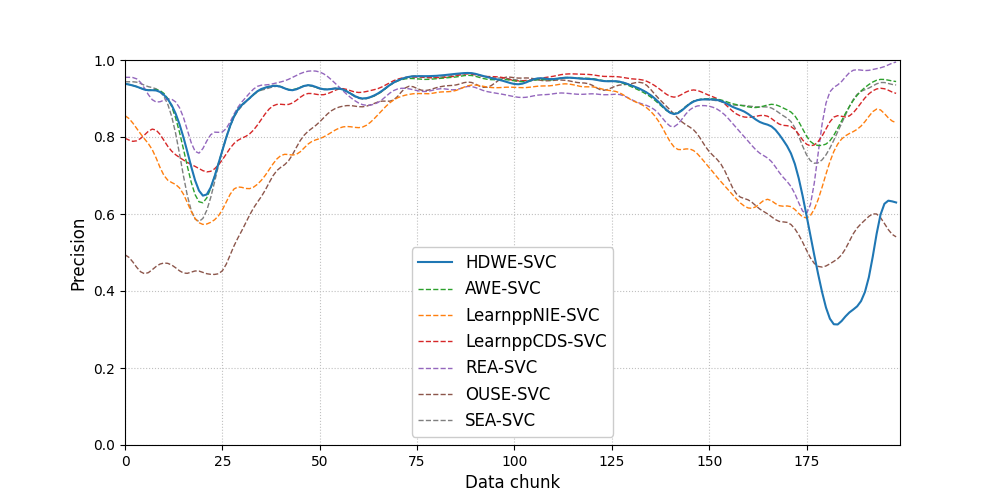 1.0
0.8
0.6
0.4
0.2
0.0
Precision
HDWE-SVC
AWE-SVC
LearnppNIE-SVC
LearnppCDS-SVC
REA-SVC
OUSE-SVC
SEA-SVC
0 25 50 75 100 125 150 175
Data chunk